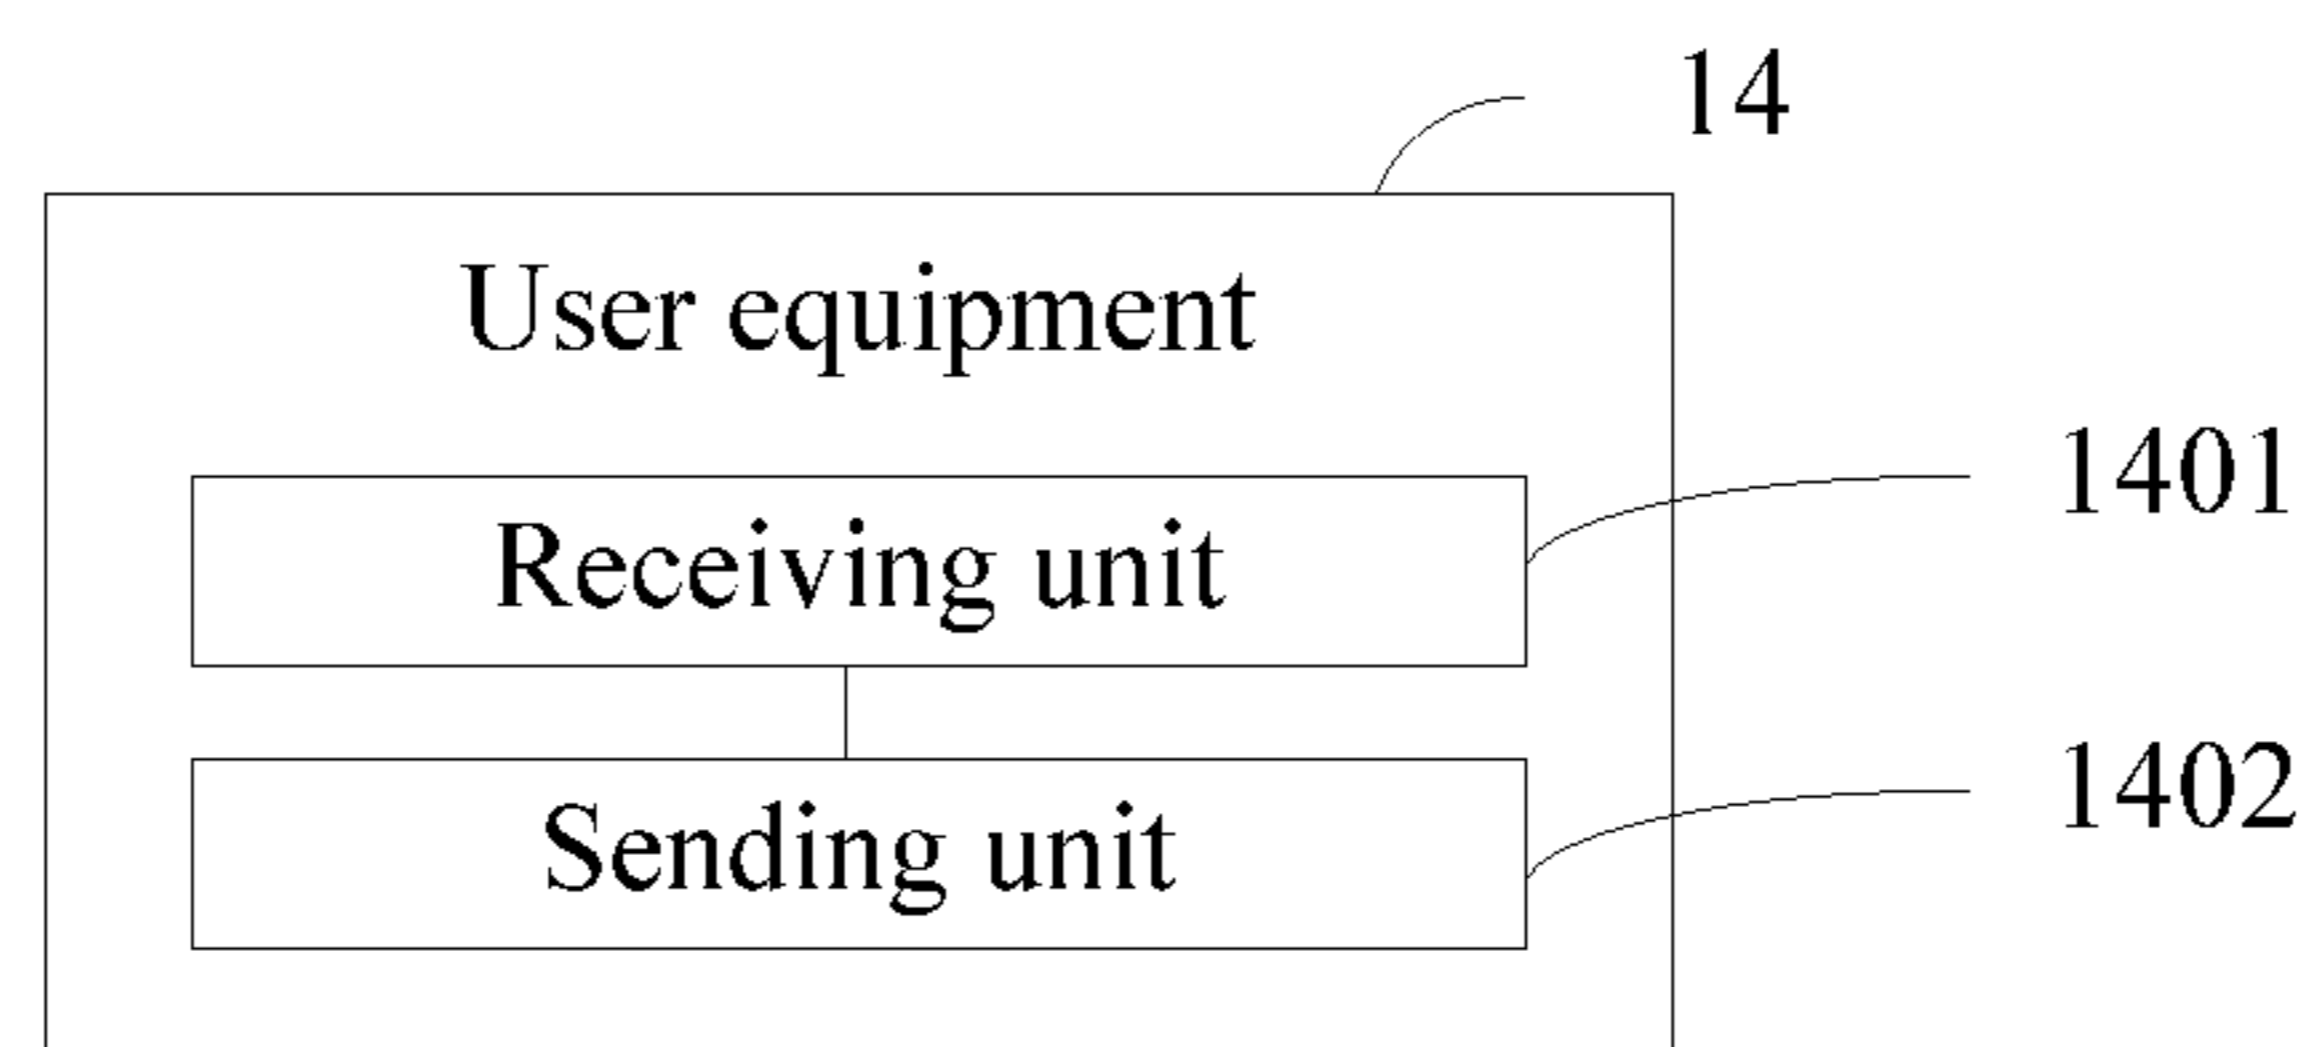 14
User equipment
1401
Receiving unit
1402
Sending unit